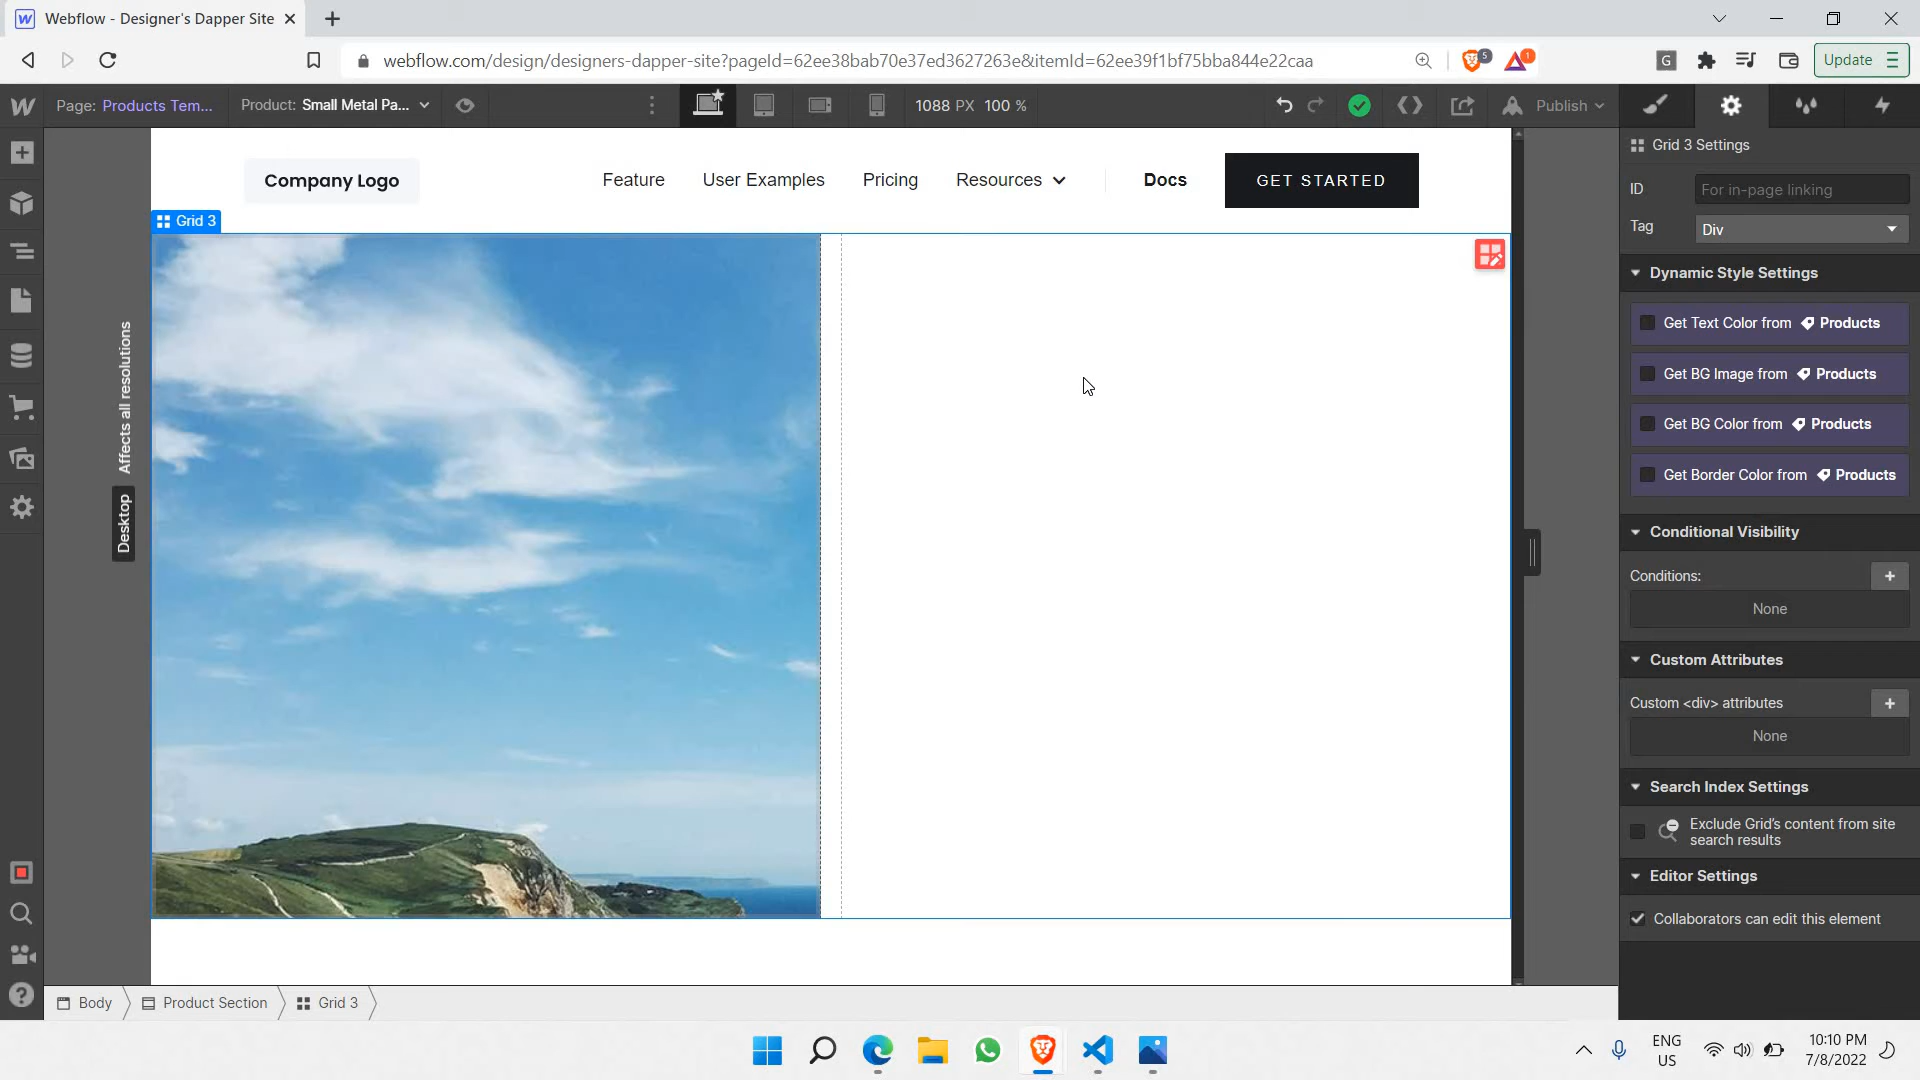 Webflow - Designer's Dapper Site
webflow.com/design/designers-dapper-site?pageId=62ee38bab70e37ed3627263e&itemId=62ee39f1bf75bba844e22caa
5
1
G
Update
Page: Products Tem...
Product: Small Metal Pa...
1088 PX 100 %
Publish
Company Logo
Feature
User Examples
Pricing
Resources
Docs
GET STARTED
Grid 3
Affects all resolutions
Desktop
Grid 3 Settings
ID
For in-page linking
Tag
Div
Dynamic Style Settings
Get Text Color from Products
Get BG Image from Products
Get BG Color from Products
Get Border Color from Products
Conditional Visibility
Conditions:
None
Custom Attributes
Custom <div> attributes
None
Search Index Settings
Exclude Grid's content from site
search results
Editor Settings
Collaborators can edit this element
Body
Product Section
Grid 3
ENG
US
10:10 PM
7/8/2022